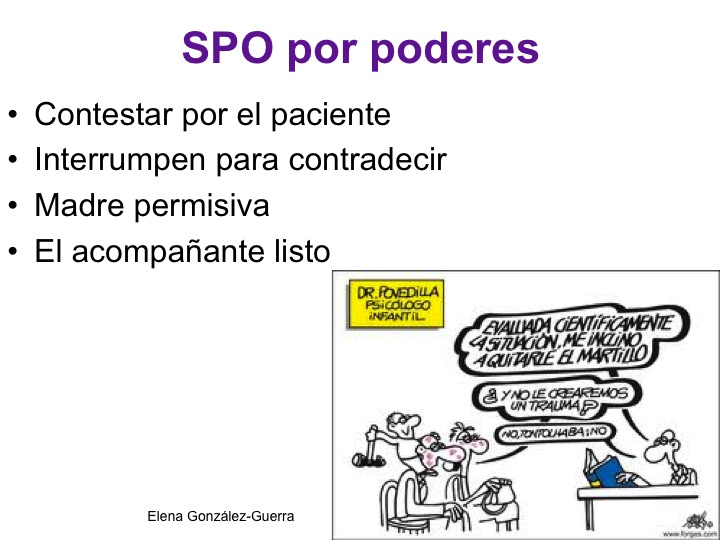 SPO por poderes
• Contestar por el paciente
• Interrumpen para contradecir
• Madre permisiva
• El acompañante listo
DR. POVEDILLA
PSICÓLOGO
INFANTIL
EVALUADA CIENTÍFICAMENTE
LA SITUACIÓN, ME INCLINO
A QUITARLE EL MARTILLO
¿Y NO LE CREAREMOS
UN TRAUMA?
NO, TONTOLHABA; NO
Elena González-Guerra
www.forges.com